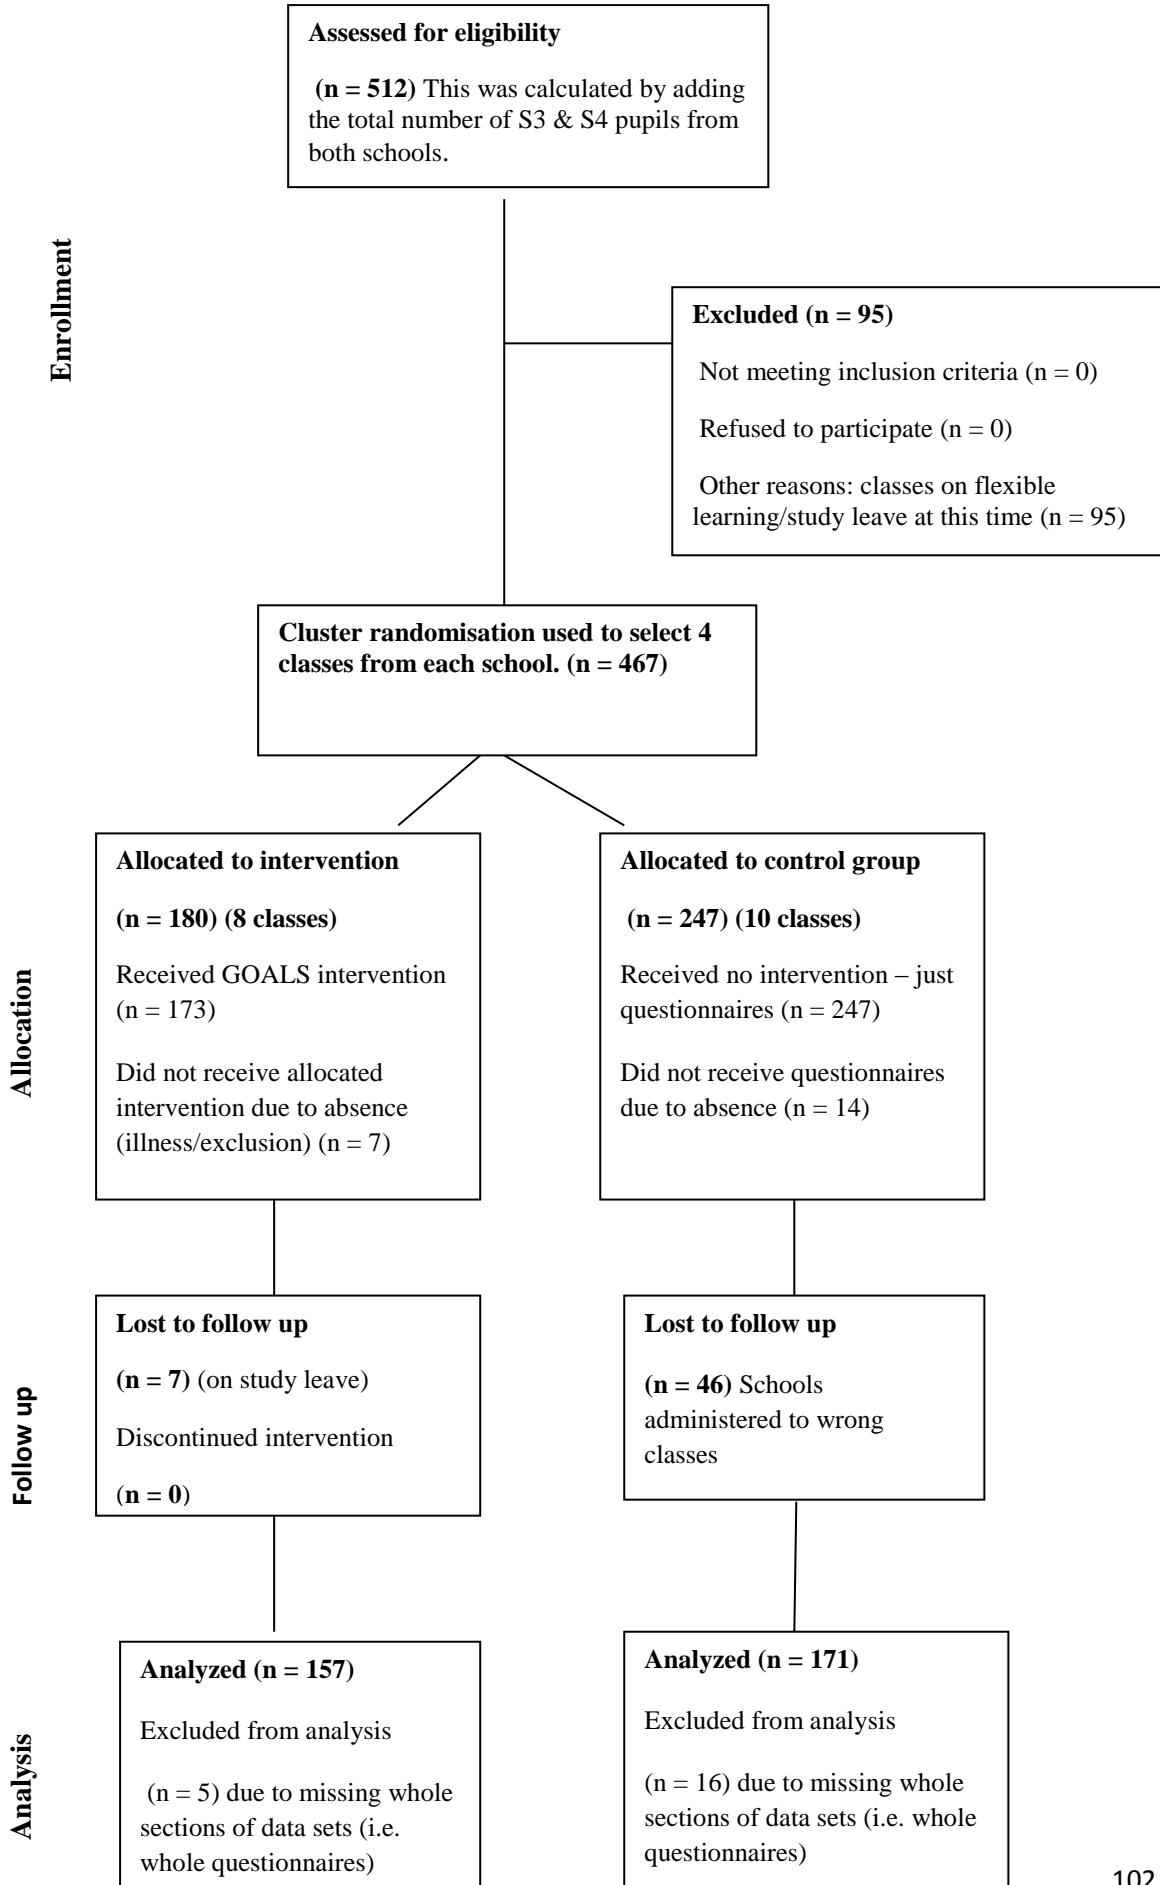 Assessed for eligibility
(n = 512) This was calculated by adding
the total number of S3 & S4 pupils from
both schools.
Enrollment
Excluded (n = 95)
Not meeting inclusion criteria (n = 0)
Refused to participate (n = 0)
Other reasons: classes on flexible
learning/study leave at this time (n = 95)
Cluster randomisation used to select 4
classes from each school. (n = 467)
Allocation
Allocated to intervention
(n = 180) (8 classes)
Received GOALS intervention
(n = 173)
Did not receive allocated
intervention due to absence
(illness/exclusion) (n = 7)
Allocated to control group
(n = 247) (10 classes)
Received no intervention – just
questionnaires (n = 247)
Did not receive questionnaires
due to absence (n = 14)
Follow up
Lost to follow up
(n = 7) (on study leave)
Discontinued intervention
(n = 0)
Lost to follow up
(n = 46) Schools
administered to wrong
classes
Analysis
Analyzed (n = 157)
Excluded from analysis
(n = 5) due to missing whole
sections of data sets (i.e.
whole questionnaires)
Analyzed (n = 171)
Excluded from analysis
(n = 16) due to missing whole
sections of data sets (i.e. whole
questionnaires)
102